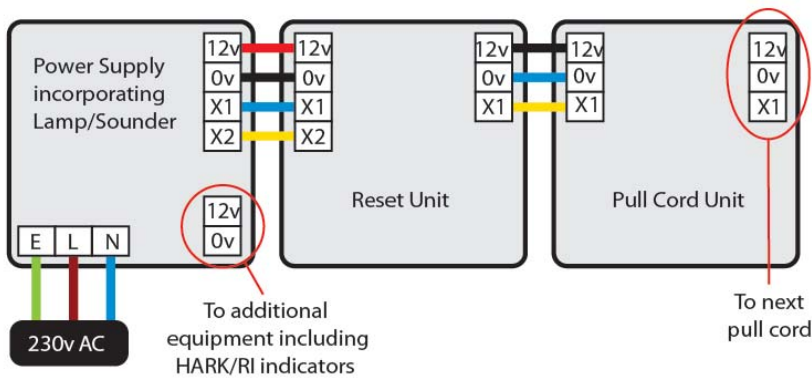 Power Supply
incorporating
Lamp/Sounder
12v
0v
X1
X2
12v
0v
E L N
230v AC
To additional
equipment including
HARK/RI indicators
12v
0v
X1
X2
Reset Unit
12v
0v
X1
12v
0v
X1
Pull Cord Unit
12v
0v
X1
To next
pull cord